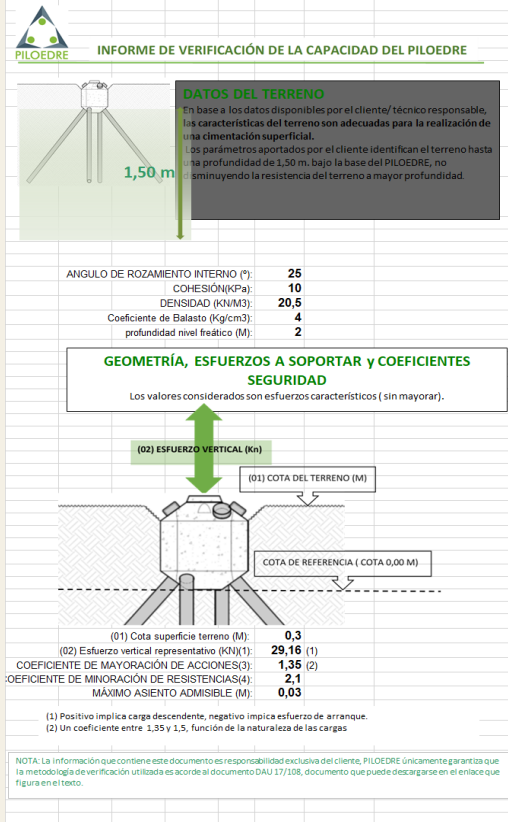 PILOEDRE
INFORME DE VERIFICACIÓN DE LA CAPACIDAD DEL PILOEDRE
DATOS DEL TERRENO
En base a los datos disponibles por el cliente/ técnico responsable,
las características del terreno son adecuadas para la realización de
una cimentación superficial.
Los parámetros aportados por el cliente identifican el terreno hasta
una profundidad de 1,50 m. bajo la base del PILOEDRE, no
disminuyendo la resistencia del terreno a mayor profundidad.
1,50 m
ANGULO DE ROZAMIENTO INTERNO (º): 25
COHESIÓN(KPa): 10
DENSIDAD (KN/M3): 20,5
Coeficiente de Balasto (Kg/cm3): 4
profundidad nivel freático (M): 2
GEOMETRÍA, ESFUERZOS A SOPORTAR y COEFICIENTES
SEGURIDAD
Los valores considerados son esfuerzos característicos ( sin mayorar).
(02) ESFUERZO VERTICAL (Kn)
(01) COTA DEL TERRENO (M)
COTA DE REFERENCIA ( COTA 0,00 M)
(01) Cota superficie terreno (M): 0,3
(02) Esfuerzo vertical representativo (KN)(1): 29,16 (1)
COEFICIENTE DE MAYORACIÓN DE ACCIONES(3): 1,35 (2)
COEFICIENTE DE MINORACIÓN DE RESISTENCIAS(4): 2,1
MÁXIMO ASIENTO ADMISIBLE (M): 0,03
(1) Positivo implica carga descendente, negativo impica esfuerzo de arranque.
(2) Un coeficiente entre 1,35 y 1,5, función de la naturaleza de las cargas
NOTA: La información que contiene este documento es responsabilidad exclusiva del cliente, PILOEDRE únicamente garantiza que
la metodología de verificación utilizada es acorde al documento DAU 17/108, documento que puede descargarse en el enlace que
figura en el texto.